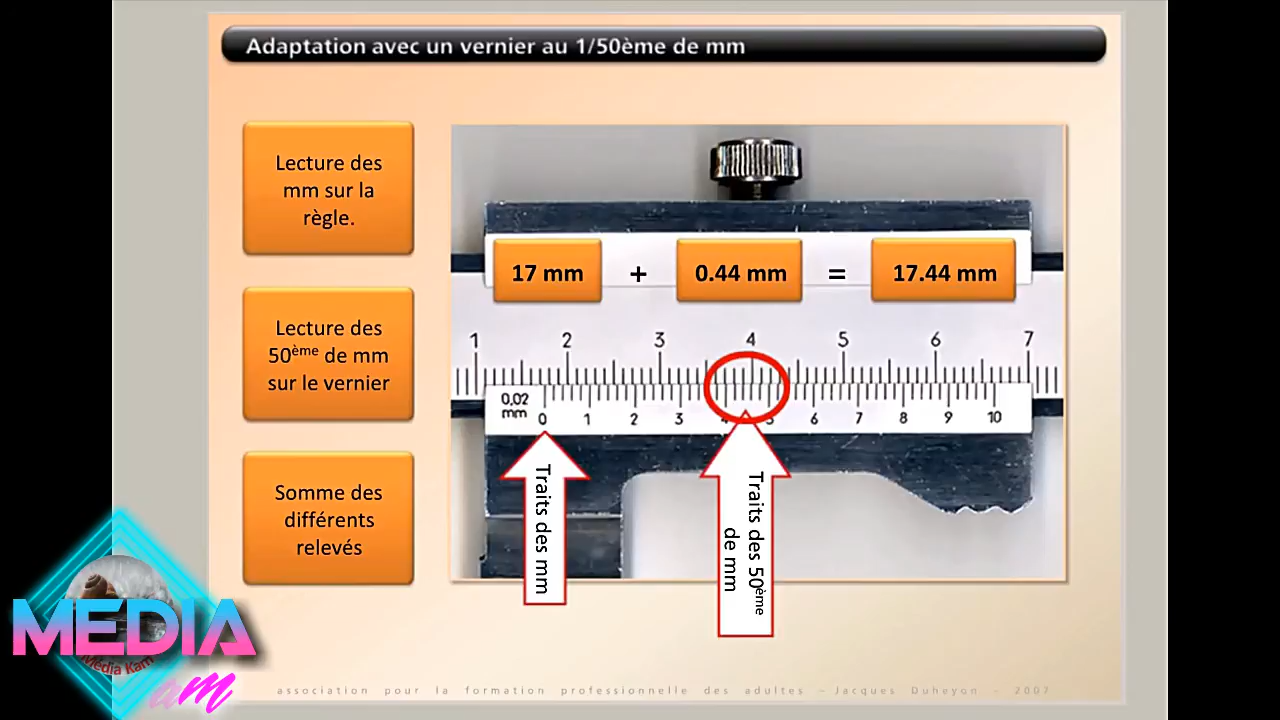 Adaptation avec un vernier au 1/50ème de mm
Lecture des
mm sur la
règle.
Lecture des
50ème de mm
sur le vernier
Somme des
différents
relevés
17 mm + 0.44 mm = 17.44 mm
1 2 3 4 5 6 7
0,02
mm
0 1 2 3 4 5 6 7 8 9 10
Traits des mm
Traits des 50ème
de mm
MEDIA
Média Kam
am
association pour la formation professionnelle des adultes – Jacques Duheyon – 2007